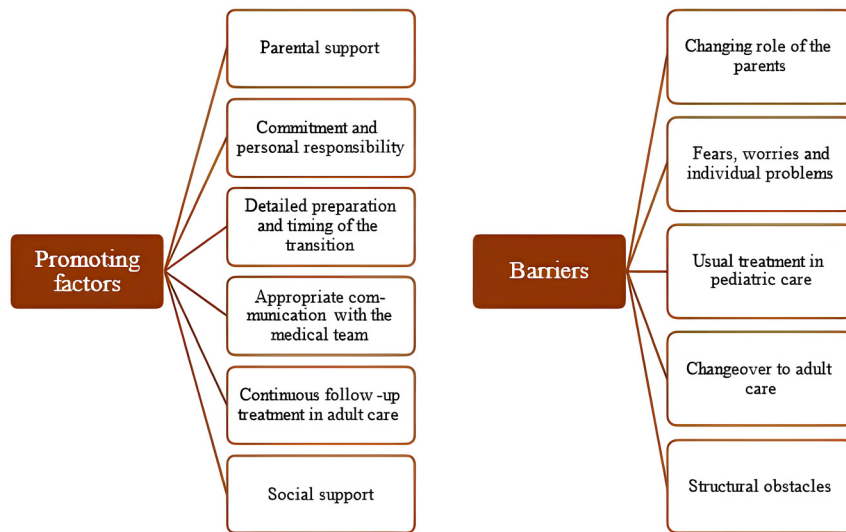 Promoting
factors
Parental support
Commitment and
personal responsibility
Detailed preparation
and timing of the
transition
Appropriate com-
munication with the
medical team
Continuous follow -up
treatment in adult care
Social support
Barriers
Changing role of the
parents
Fears, worries and
individual problems
Usual treatment in
pediatric care
Changeover to adult
care
Structural obstacles